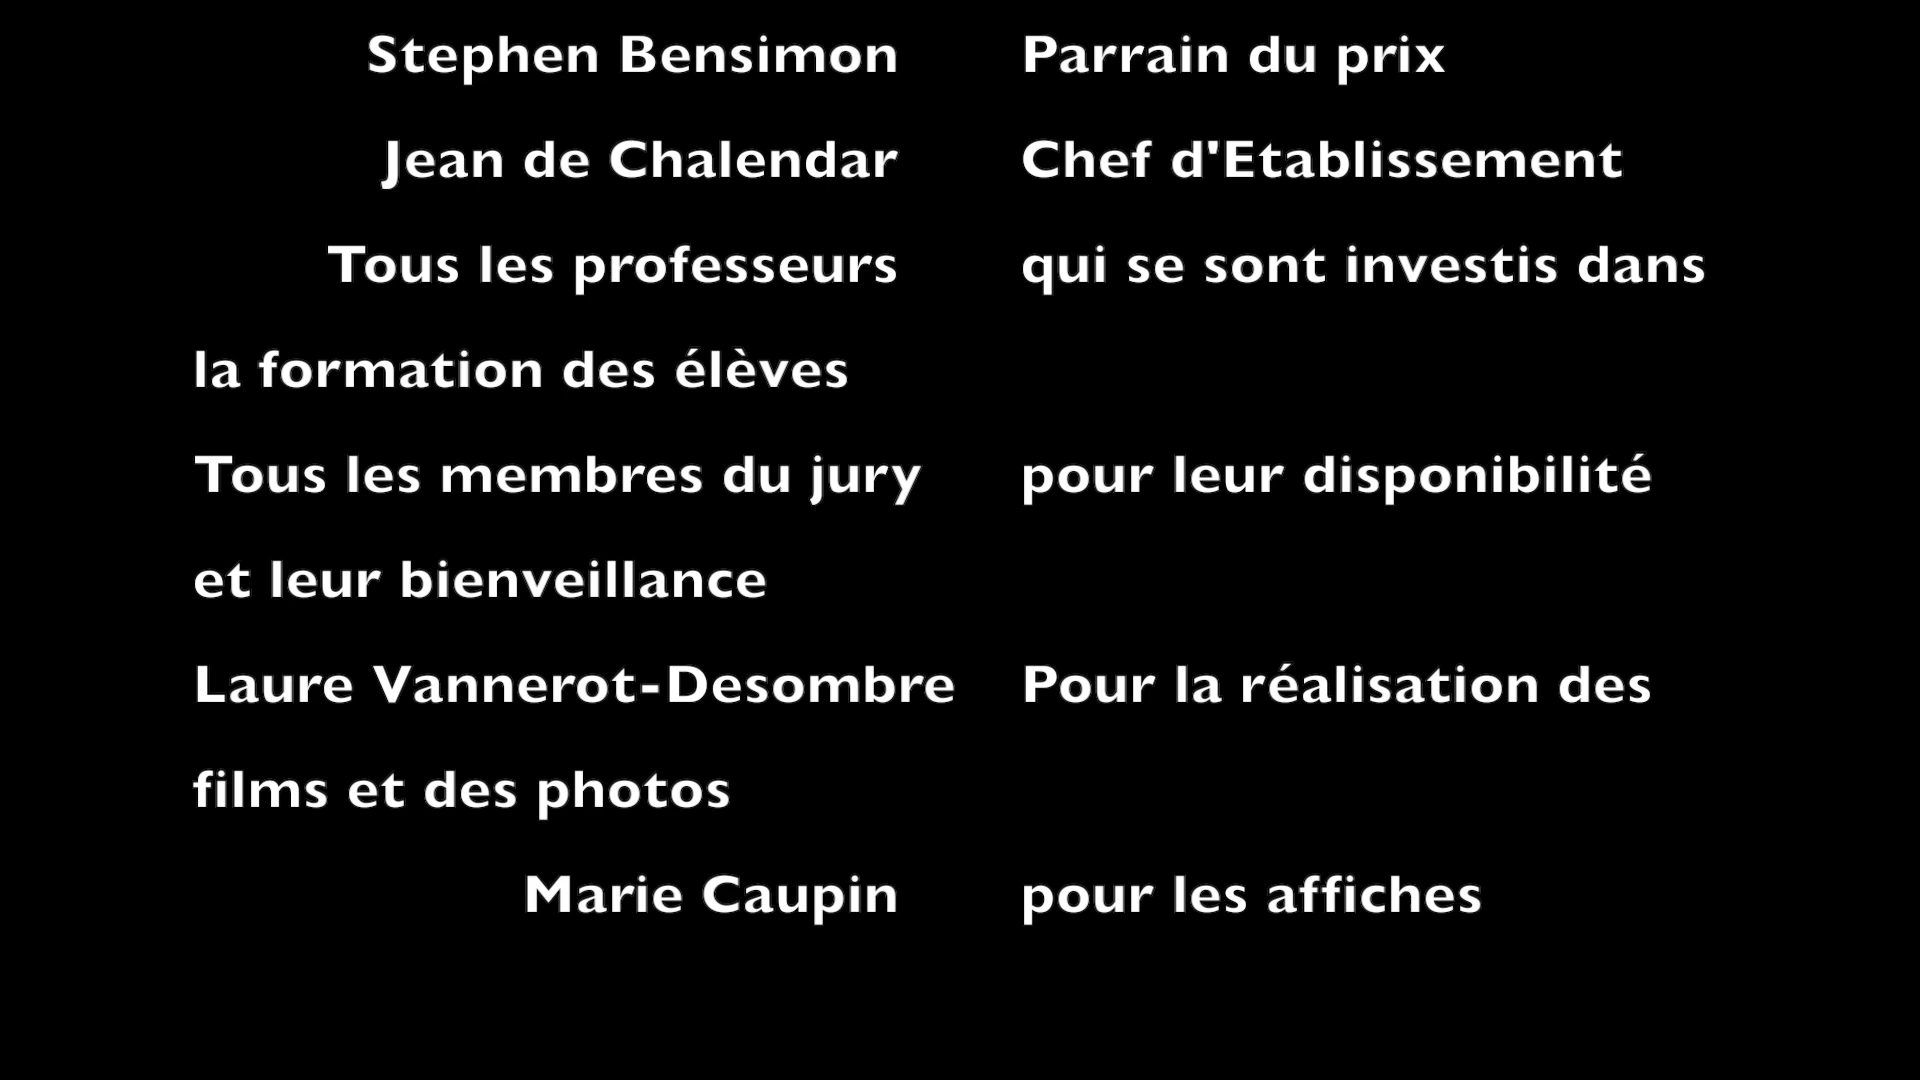 Stephen Bensimon Parrain du prix
Jean de Chalendar Chef d'Etablissement
Tous les professeurs qui se sont investis dans
la formation des élèves
Tous les membres du jury pour leur disponibilité
et leur bienveillance
Laure Vannerot-Desombre Pour la réalisation des
films et des photos
Marie Caupin pour les affiches